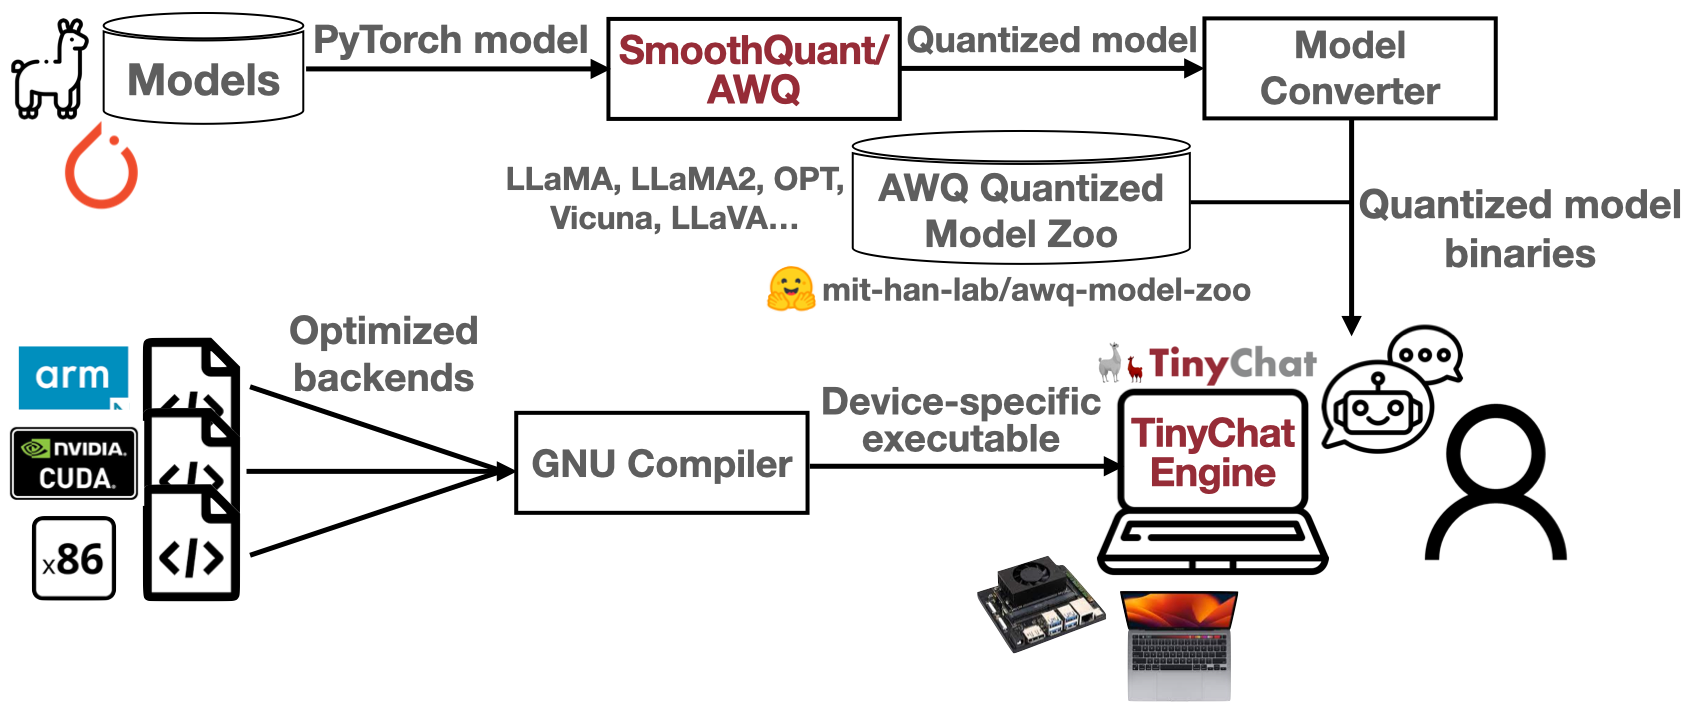 Models
PyTorch model
SmoothQuant/
AWQ
Quantized model
Model
Converter
LLaMA, LLaMA2, OPT,
Vicuna, LLaVA...
AWQ Quantized
Model Zoo
mit-han-lab/awq-model-zoo
Quantized model
binaries
arm
NVIDIA.
CUDA.
x86
</>
</>
</>
Optimized
backends
GNU Compiler
Device-specific
executable
TinyChat
TinyChat
Engine